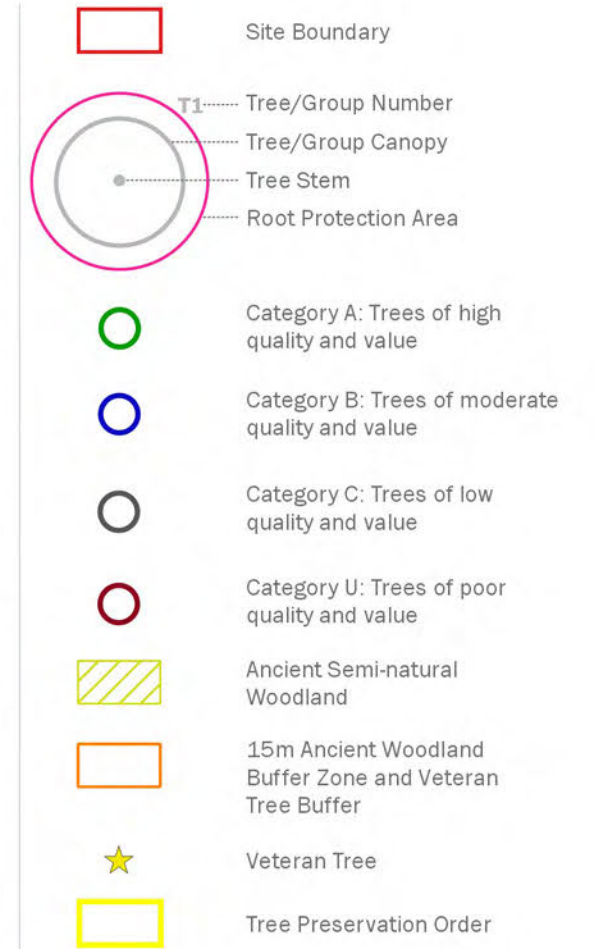 Site Boundary
T1
Tree/Group Number
Tree/Group Canopy
Tree Stem
Root Protection Area
Category A: Trees of high
quality and value
Category B: Trees of moderate
quality and value
Category C: Trees of low
quality and value
Category U: Trees of poor
quality and value
Ancient Semi-natural
Woodland
15m Ancient Woodland
Buffer Zone and Veteran
Tree Buffer
Veteran Tree
Tree Preservation Order